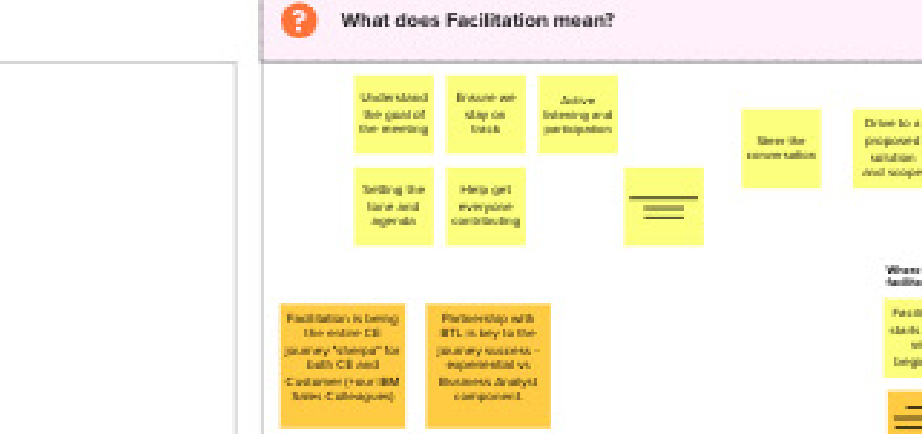 What does Facilitation mean?
Understand
the goal of
the meeting
Ensure we
stay on
track
Active
listening and
participation
Steer the
conversation
Drive to a
proposed
solution
and scope
Setting the
tone and
agenda
Help get
everyone
contributing
Facilitation is being
the entire CE
journey "sherpa" for
both CE and
Customer (+our IBM
Sales Colleagues)
Partnership with
BTL is key to the
journey success -
experiential vs
Business Analyst
component.